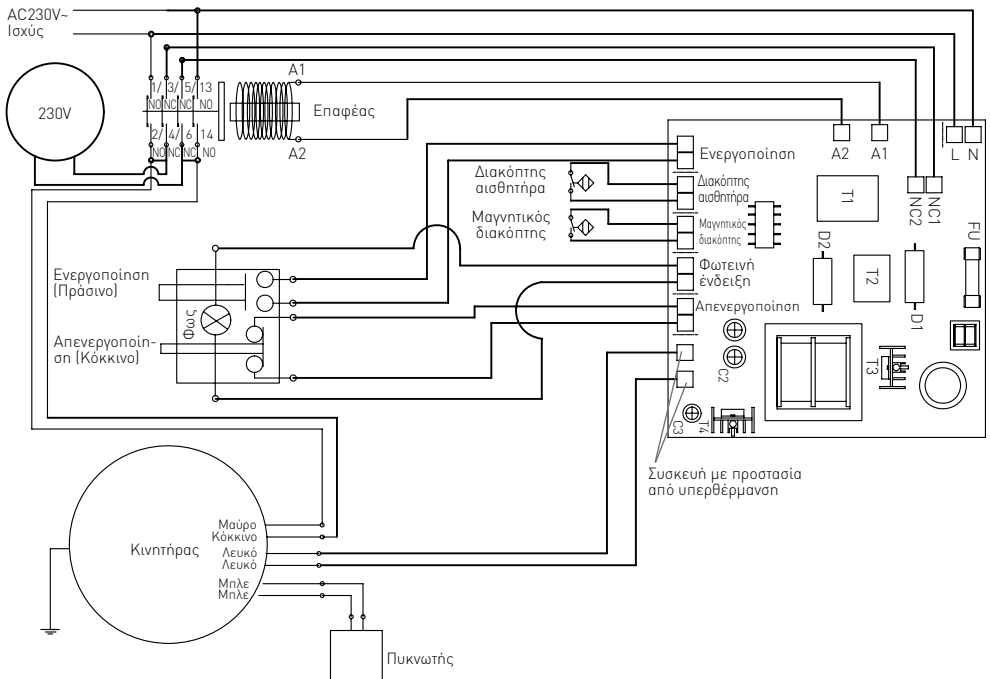 AC230V~
Ισχύς
230V
1/ 3/ 5/ 13
NO NC NC NO
2/ 4/ 6 14
NO NC NC NO
A1
Επαφέας
A2
Ενεργοποίηση
(Πράσινο)
Φως
Απενεργοποίη-
ση (Κόκκινο)
Διακόπτης
αισθητήρα
Μαγνητικός
διακόπτης
Ενεργοποίηση
Διακόπτης
αισθητήρα
Μαγνητικός
διακόπτης
Φωτεινή
ένδειξη
Απενεργοποίηση
A2 A1
L N
NC2 NC1
T1
T2
D2
D1
FU
C2
T3
C3
T4
Συσκευή με προστασία
από υπερθέρμανση
Κινητήρας
Μαύρο
Κόκκινο
Λευκό
Λευκό
Μπλε
Μπλε
Πυκνωτής